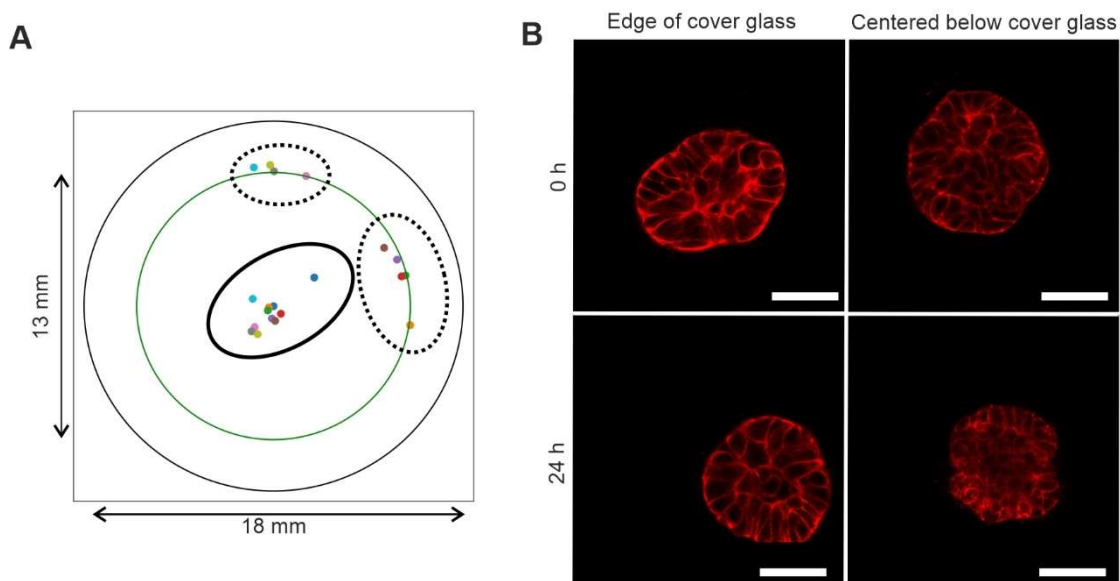 A
13 mm
18 mm
B
Edge of cover glass
Centered below cover glass
0 h
24 h